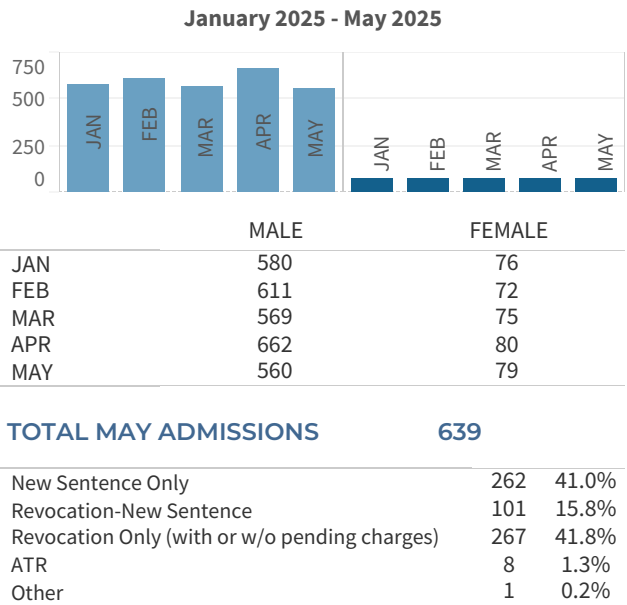 January 2025 - May 2025
750
500
250
0
JAN FEB MAR APR MAY JAN FEB MAR APR MAY
MALE FEMALE
JAN 580 76
FEB 611 72
MAR 569 75
APR 662 80
MAY 560 79
TOTAL MAY ADMISSIONS 639
New Sentence Only 262 41.0%
Revocation-New Sentence 101 15.8%
Revocation Only (with or w/o pending charges) 267 41.8%
ATR 8 1.3%
Other 1 0.2%